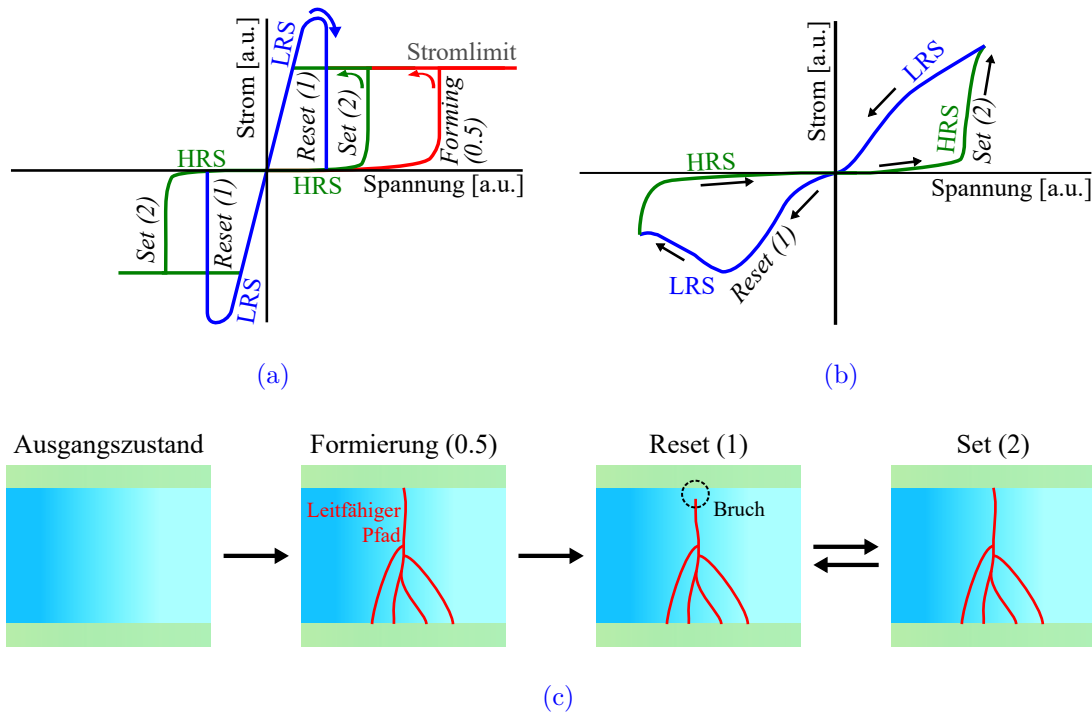 Strom [a.u.]
LRS
Stromlimit
Reset (1)
Set (2)
Forming
(0.5)
HRS
HRS
Spannung [a.u.]
Set (2)
Reset (1)
LRS
(a)
Strom [a.u.]
LRS
HRS
Set (2)
HRS
Spannung [a.u.]
Reset (1)
LRS
(b)
Ausgangszustand
Formierung (0.5)
Reset (1)
Set (2)
Leitfähiger
Pfad
Bruch
(c)